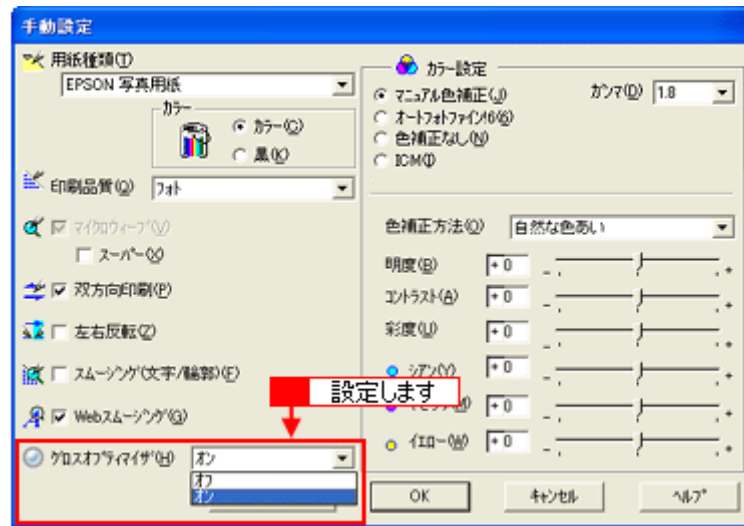 手動設定
用紙種類(T)
EPSON 写真用紙
カラー
カラー(C)
黒(K)
印刷品質(Q)
フォト
マイクロウィーブ(V)
スーパー(X)
双方向印刷(P)
左右反転(Z)
スムージング(文字/輪郭)(F)
Webスムージング(G)
グロスオプティマイザ(H)
オン
オフ
オン
設定します
カラー設定
マニュアル色補正(J)
オートフォトファイン!6(6)
色補正なし(N)
ICM(I)
ガンマ(D)
1.8
色補正方法(O)
自然な色あい
明度(B)
+ 0
- +
コントラスト(A)
+ 0
- +
彩度(U)
+ 0
- +
シアン(Y)
+ 0
- +
+ 0
- +
イエロー(W)
+ 0
- +
OK
キャンセル
ヘルプ